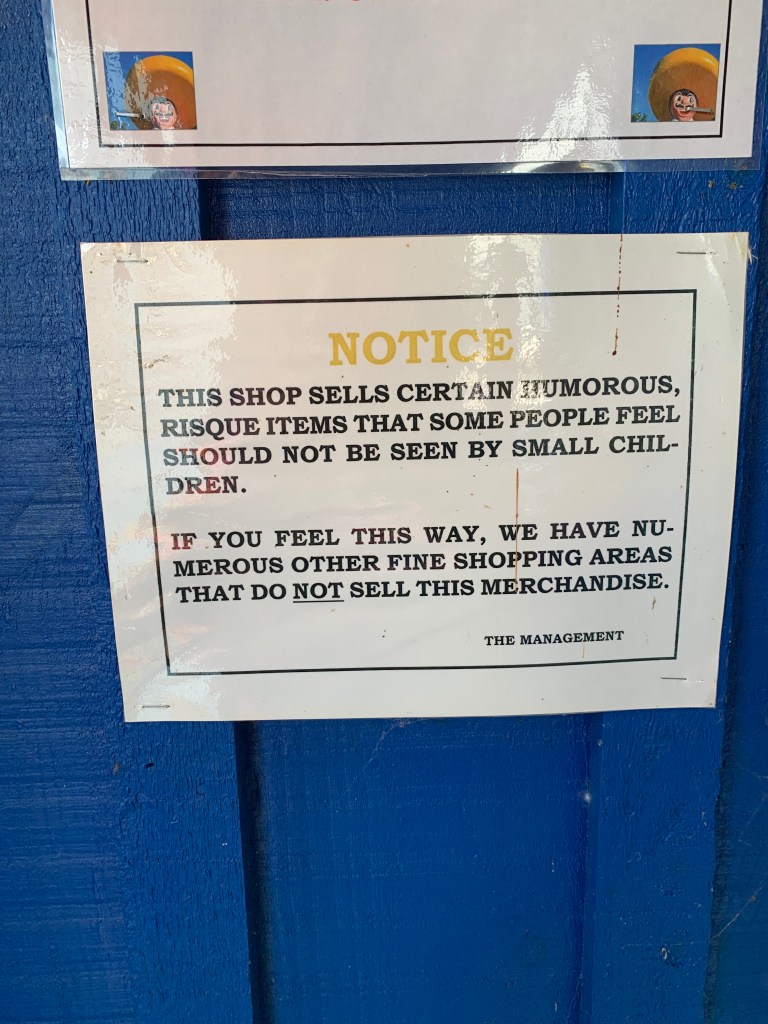 NOTICE
THIS SHOP SELLS CERTAIN HUMOROUS,
RISQUE ITEMS THAT SOME PEOPLE FEEL
SHOULD NOT BE SEEN BY SMALL CHIL-
DREN.
IF YOU FEEL THIS WAY, WE HAVE NU-
MEROUS OTHER FINE SHOPPING AREAS
THAT DO NOT SELL THIS MERCHANDISE.
THE MANAGEMENT